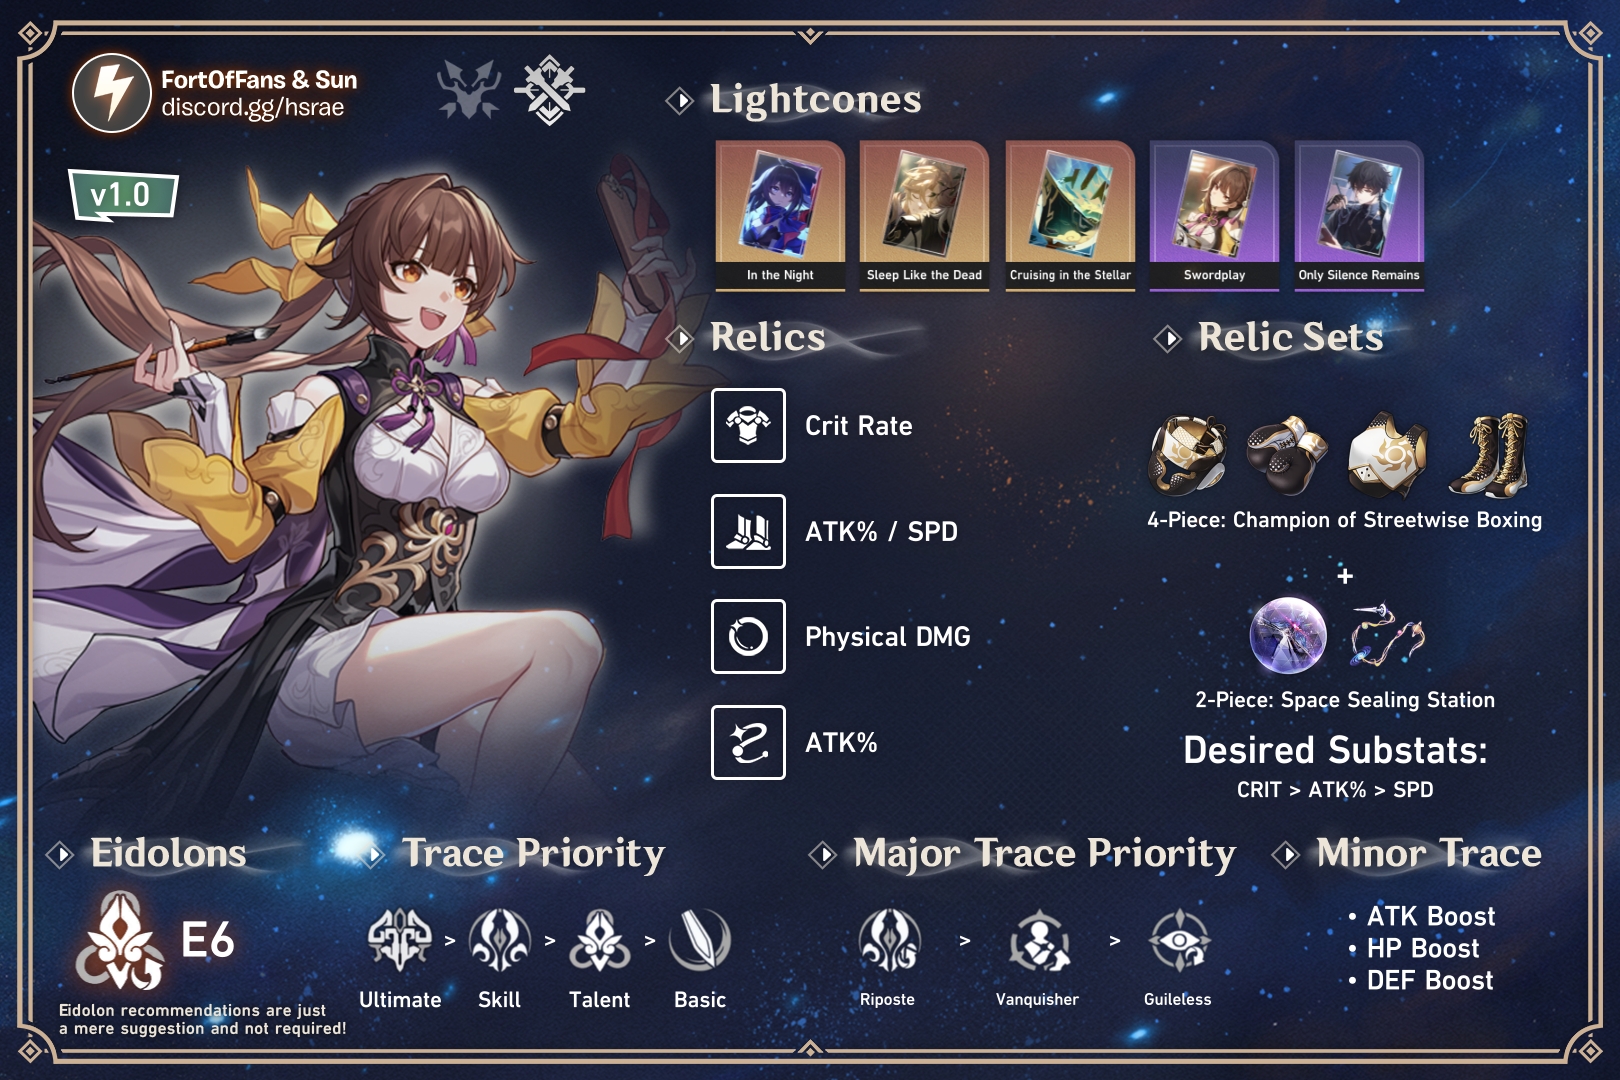 FortOfFans & Sun
discord.gg/hsrae
v1.0
Lightcones
In the Night
Sleep Like the Dead
Cruising in the Stellar
Swordplay
Only Silence Remains
Relics
Crit Rate
ATK% / SPD
Physical DMG
ATK%
Relic Sets
4-Piece: Champion of Streetwise Boxing
+
2-Piece: Space Sealing Station
Desired Substats:
CRIT > ATK% > SPD
Eidolons
E6
Eidolon recommendations are just
a mere suggestion and not required!
Trace Priority
> > >
Ultimate Skill Talent Basic
Major Trace Priority
> >
Riposte Vanquisher Guileless
Minor Trace
• ATK Boost
• HP Boost
• DEF Boost